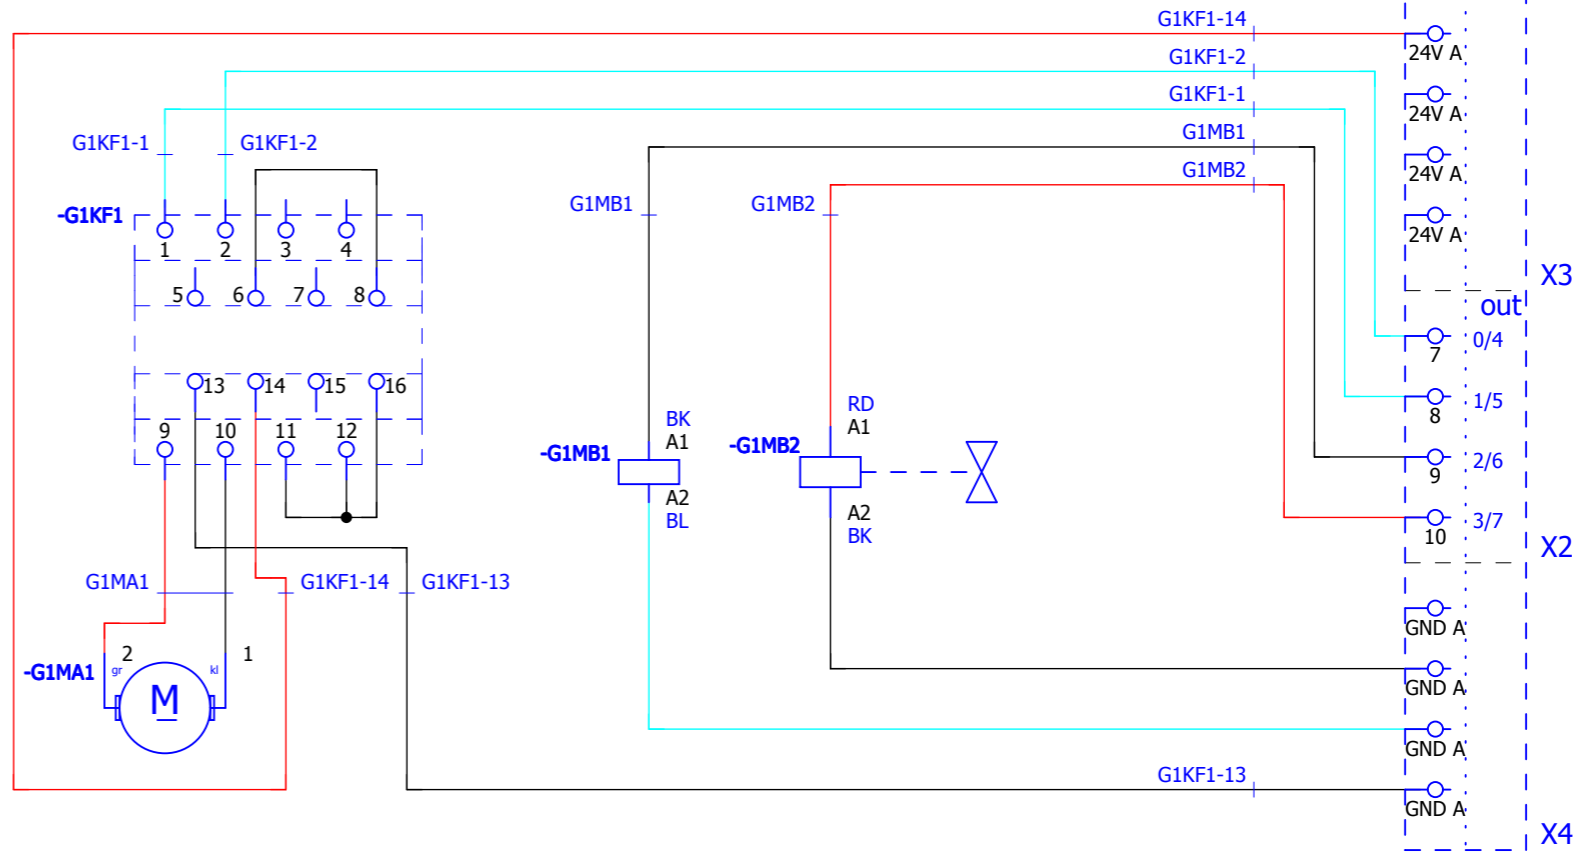 G1KF1-14
24V A
G1KF1-2
G1KF1-1
24V A
G1MB1
G1KF1-1
G1KF1-2
24V A
G1MB2
G1MB1
G1MB2
-G1KF1
24V A
1
2
3
4
X3
5
6
7
8
out
7
0/4
13
14
15
16
8
1/5
9
10
11
12
BK
A1
RD
A1
-G1MB1
-G1MB2
9
2/6
A2
BL
A2
BK
10
3/7
X2
G1MA1
G1KF1-14
G1KF1-13
GND A
2
1
-G1MA1
gr
kl
M
GND A
GND A
G1KF1-13
GND A
X4